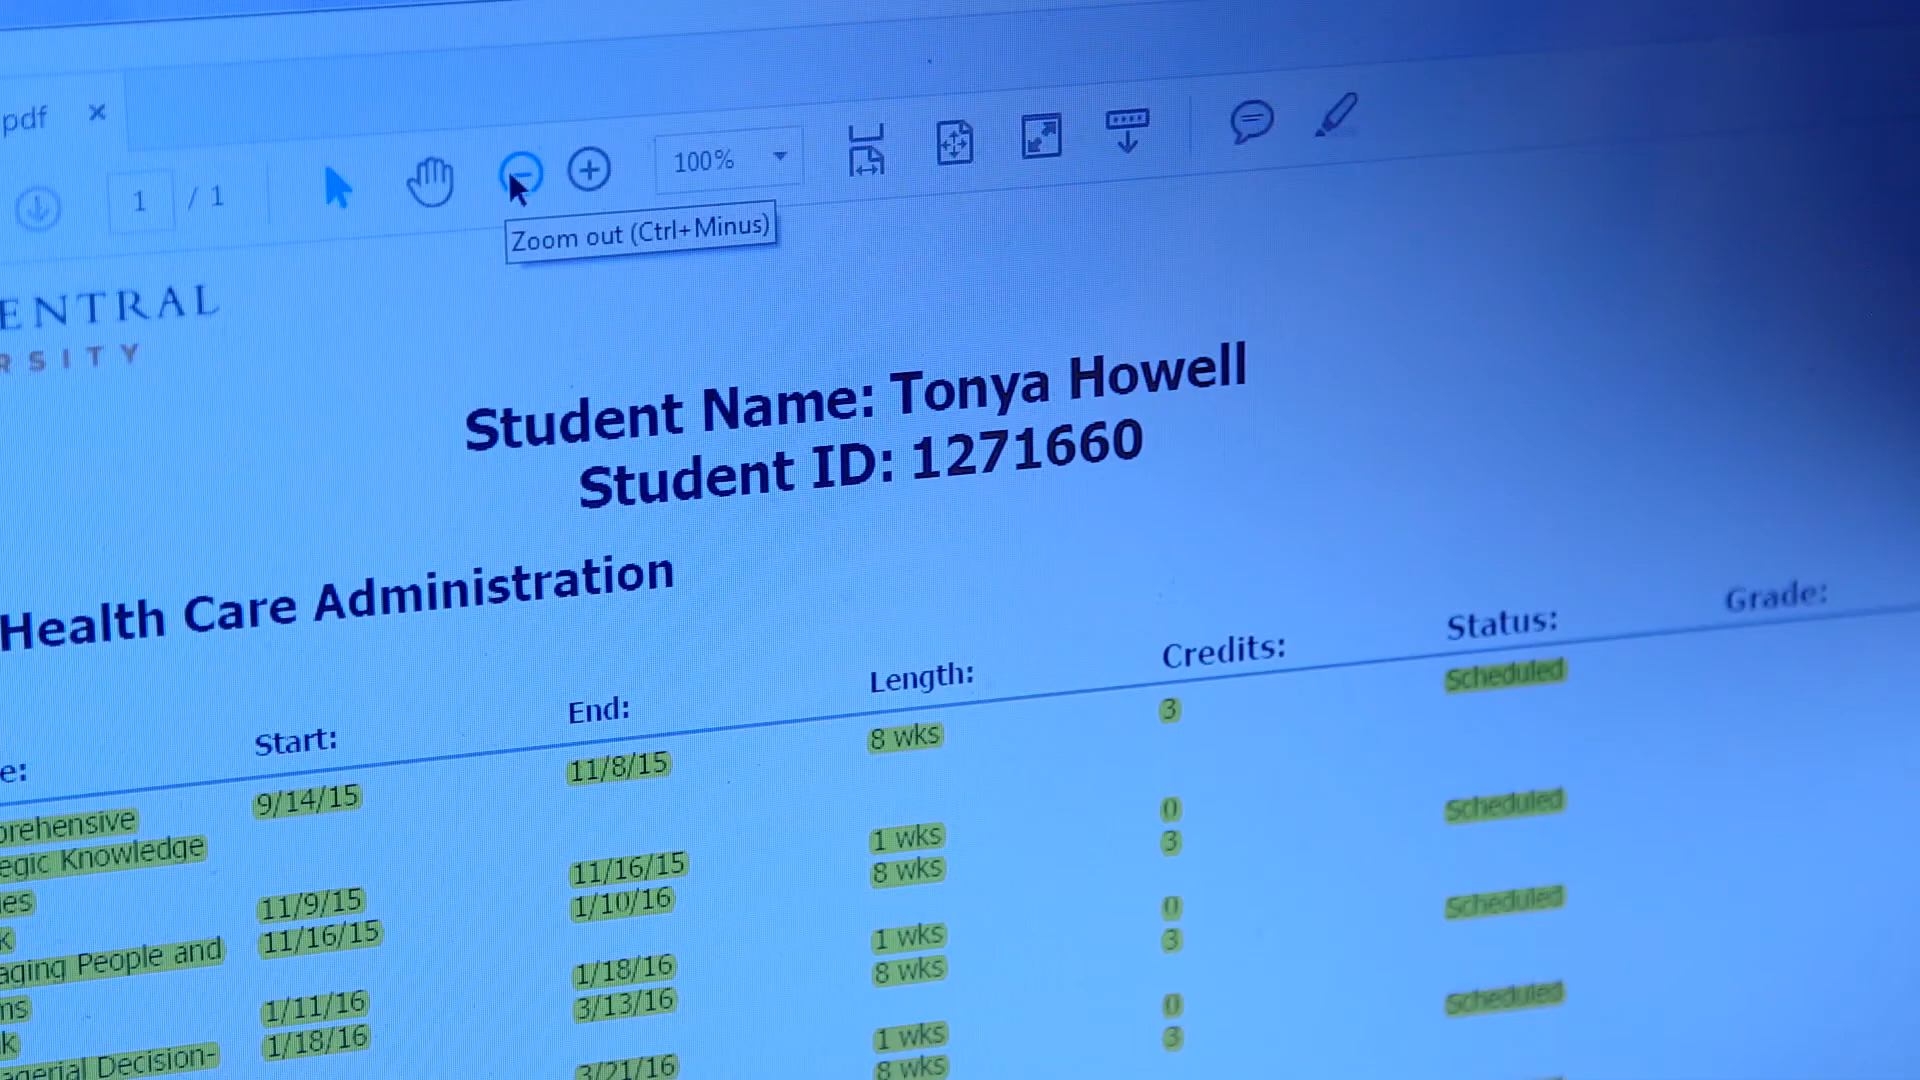 pdf ×
1 / 1 100%
Zoom out (Ctrl+Minus)
ENTRAL
RSITY
Student Name: Tonya Howell
Student ID: 1271660
Health Care Administration
e: Start: End: Length: Credits: Status: Grade:
prehensive 9/14/15 11/8/15 8 wks 3 Scheduled
egic Knowledge
ies 11/9/15 11/16/15 1 wks 0
k 11/16/15 1/10/16 8 wks 3 Scheduled
aging People and
ms 1/11/16 1/18/16 1 wks 0
k 1/18/16 3/13/16 8 wks 3 Scheduled
agerial Decision-
3/21/16 1 wks 0
8 wks 3 Scheduled